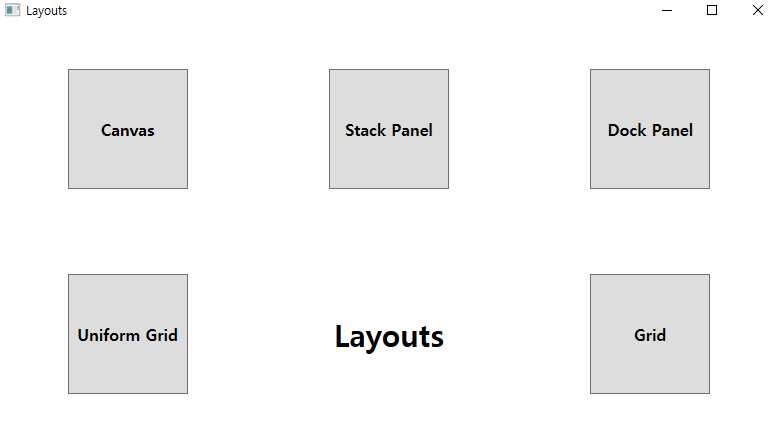 Layouts
Canvas
Stack Panel
Dock Panel
Uniform Grid
Layouts
Grid